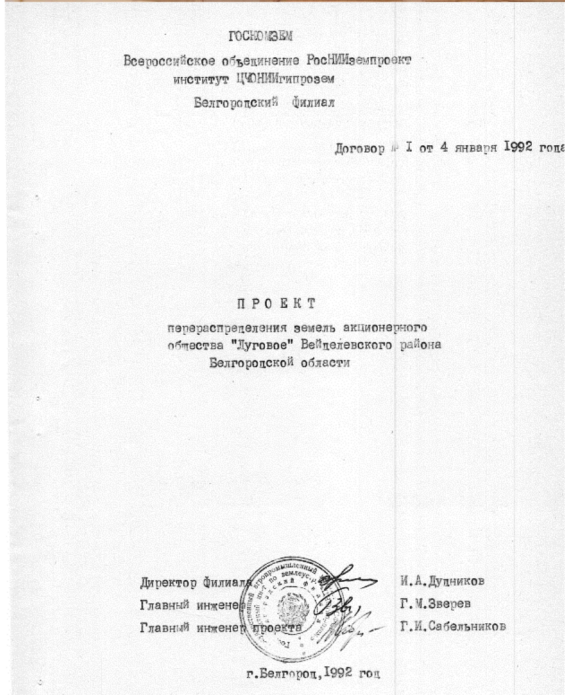 ГОСКОМЗЕМ
Всероссийское объединение РосНИИземпроект
институт ЦЧОНИИгипрозем
Белгородский филиал
Договор № I от 4 января 1992 года
П Р О Е К Т
перераспределения земель акционерного
общества "Луговое" Вейделевского района
Белгородской области
Директор филиала И.А.Дудников
Главный инженер Г.М.Зверев
Главный инженер проекта Г.И.Сабельников
г.Белгород, 1992 год